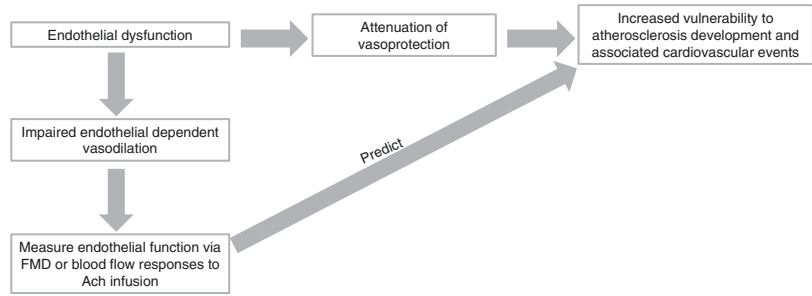 Endothelial dysfunction
Attenuation of
vasoprotection
Increased vulnerability to
atherosclerosis development and
associated cardiovascular events
Impaired endothelial dependent
vasodilation
Predict
Measure endothelial function via
FMD or blood flow responses to
Ach infusion